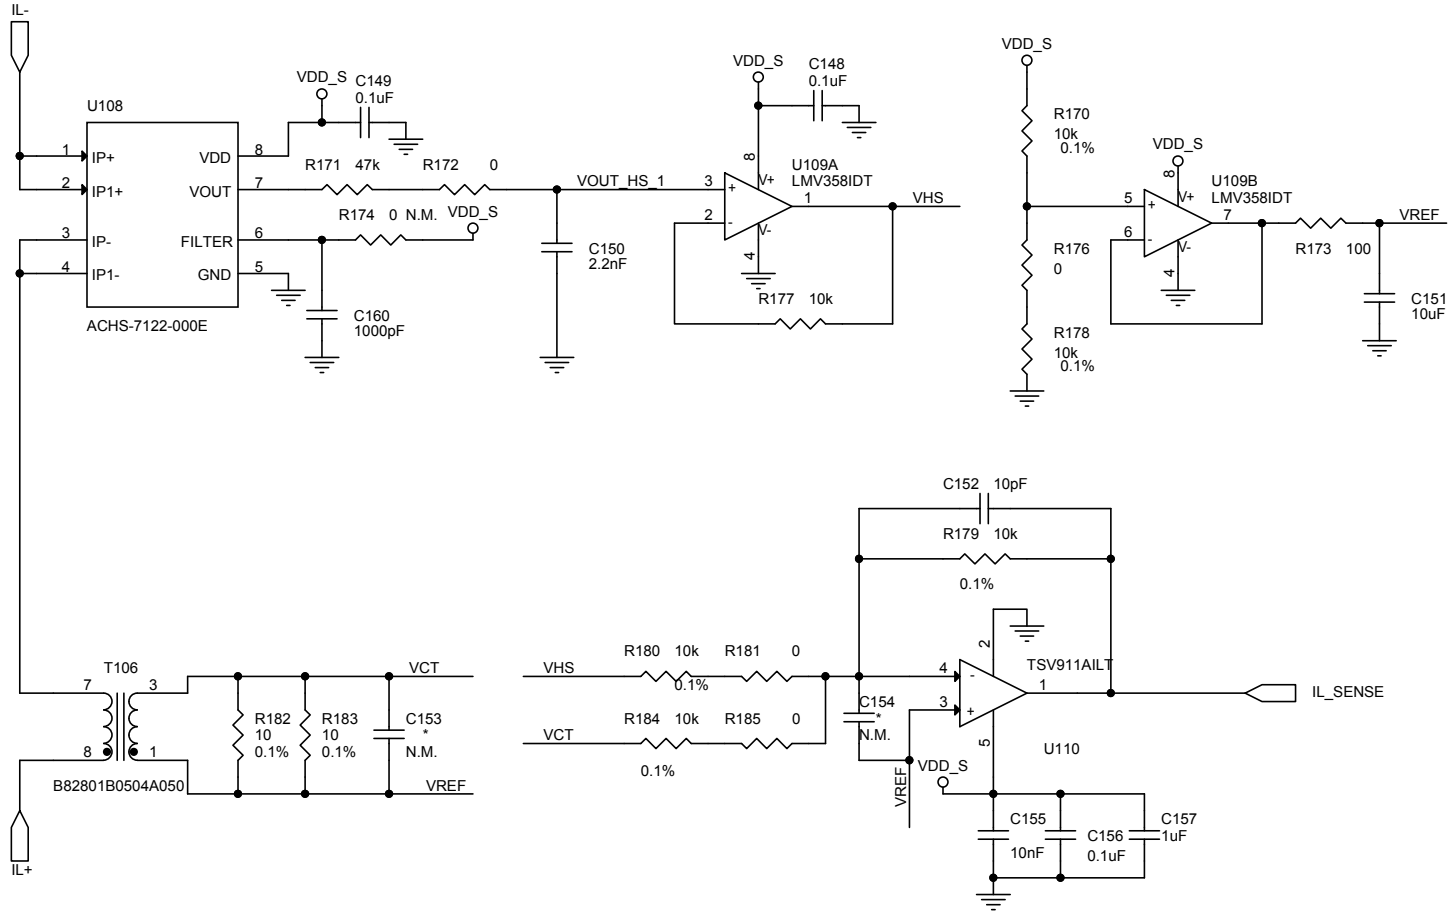 IL-
U108
1 IP+
2 IP1+
3 IP-
4 IP1-
VDD 8
VOUT 7
FILTER 6
GND 5
ACHS-7122-000E
VDD_S
C149
0.1uF
R171 47k
R172 0
R174 0 N.M.
VDD_S
C160
1000pF
C150
2.2nF
VOUT_HS_1
VDD_S
C148
0.1uF
U109A
LMV358IDT
8
V+
3 +
2 -
1
V-
4
VHS
R177 10k
VDD_S
R170
10k
0.1%
R176
0
R178
10k
0.1%
VDD_S
U109B
LMV358IDT
8
V+
5 +
6 -
7
V-
4
R173 100
VREF
C151
10uF
T106
7 3
8 1
B82801B0504A050
IL+
VCT
R182
10
0.1%
R183
10
0.1%
C153
*
N.M.
VREF
VHS
R180 10k
0.1%
R181 0
VCT
R184 10k
0.1%
R185 0
C152 10pF
R179 10k
0.1%
C154
*
N.M.
VREF
2
TSV911AILT
4 -
3 +
1
5
U110
IL_SENSE
VDD_S
C155
10nF
C156
0.1uF
C157
1uF